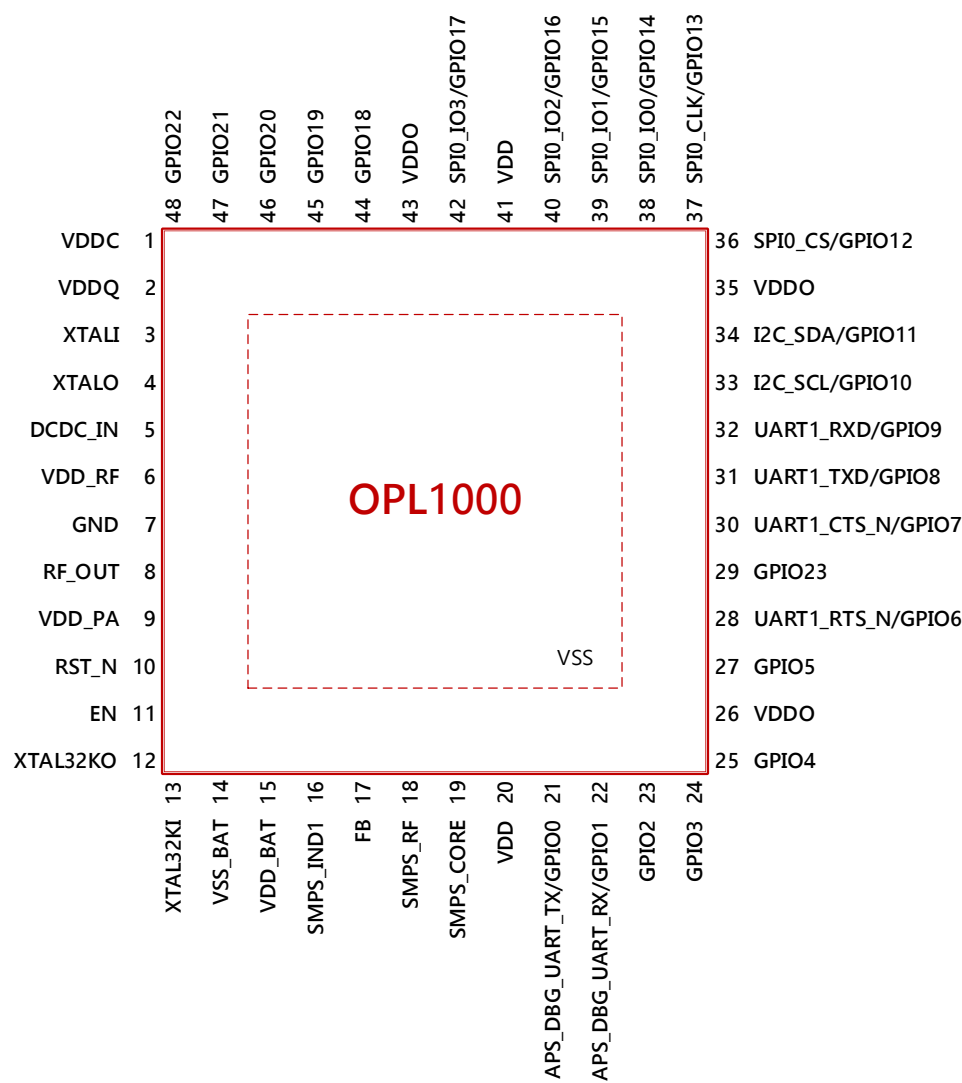 48 GPIO22
47 GPIO21
46 GPIO20
45 GPIO19
44 GPIO18
43 VDDO
42 SPI0_IO3/GPIO17
41 VDD
40 SPI0_IO2/GPIO16
39 SPI0_IO1/GPIO15
38 SPI0_IO0/GPIO14
37 SPI0_CLK/GPIO13
VDDC 1
VDDQ 2
XTALI 3
XTALO 4
DCDC_IN 5
VDD_RF 6
GND 7
RF_OUT 8
VDD_PA 9
RST_N 10
EN 11
XTAL32KO 12
OPL1000
VSS
36 SPI0_CS/GPIO12
35 VDDO
34 I2C_SDA/GPIO11
33 I2C_SCL/GPIO10
32 UART1_RXD/GPIO9
31 UART1_TXD/GPIO8
30 UART1_CTS_N/GPIO7
29 GPIO23
28 UART1_RTS_N/GPIO6
27 GPIO5
26 VDDO
25 GPIO4
XTAL32KI 13
VSS_BAT 14
VDD_BAT 15
SMPS_IND1 16
FB 17
SMPS_RF 18
SMPS_CORE 19
VDD 20
APS_DBG_UART_TX/GPIO0 21
APS_DBG_UART_RX/GPIO1 22
GPIO2 23
GPIO3 24